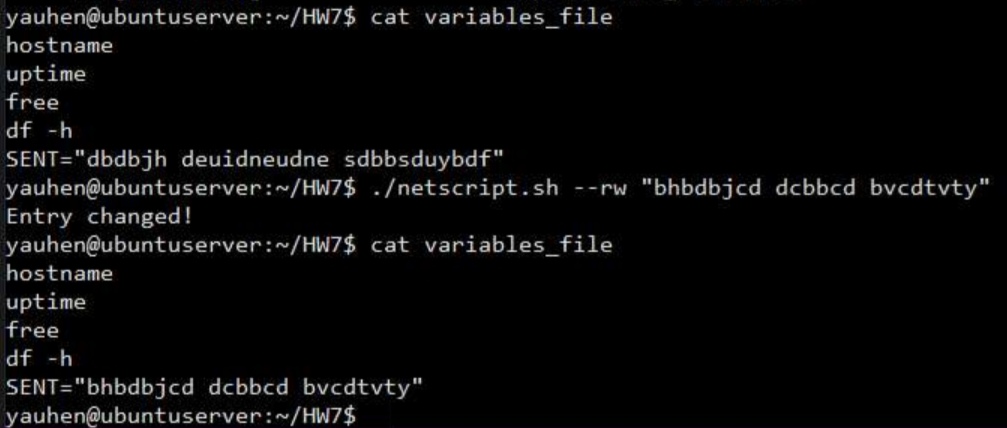 yauhen@ubuntuserver:~/HW7$ cat variables_file
hostname
uptime
free
df -h
SENT="dbdbjh deuidneudne sdbbsduybdf"
yauhen@ubuntuserver:~/HW7$ ./netscript.sh --rw "bhbdbjcd dcbbcd bvcdtvty"
Entry changed!
yauhen@ubuntuserver:~/HW7$ cat variables_file
hostname
uptime
free
df -h
SENT="bhbdbjcd dcbbcd bvcdtvty"
yauhen@ubuntuserver:~/HW7$